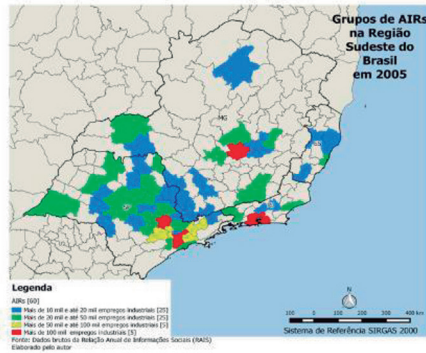 Grupos de AIRs
na Região
Sudeste do
Brasil
em 2005
MG
SP
Legenda
AIRs [60]
Mais de 10 mil e até 20 mil empregos industriais [25]
Mais de 20 mil e até 50 mil empregos industriais [25]
Mais de 50 mil e até 100 mil empregos industriais [5]
Mais de 100 mil empregos industriais [5]
Fonte: Dados brutos da Relação Anual de Informações Sociais (RAIS)
Elaborado pelo autor
N
100 0 100 200 300 400 km
Sistema de Referência SIRGAS 2000